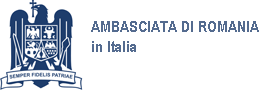 AMBASCIATA DI ROMANIA
in Italia
SEMPER FIDELIS PATRIAE